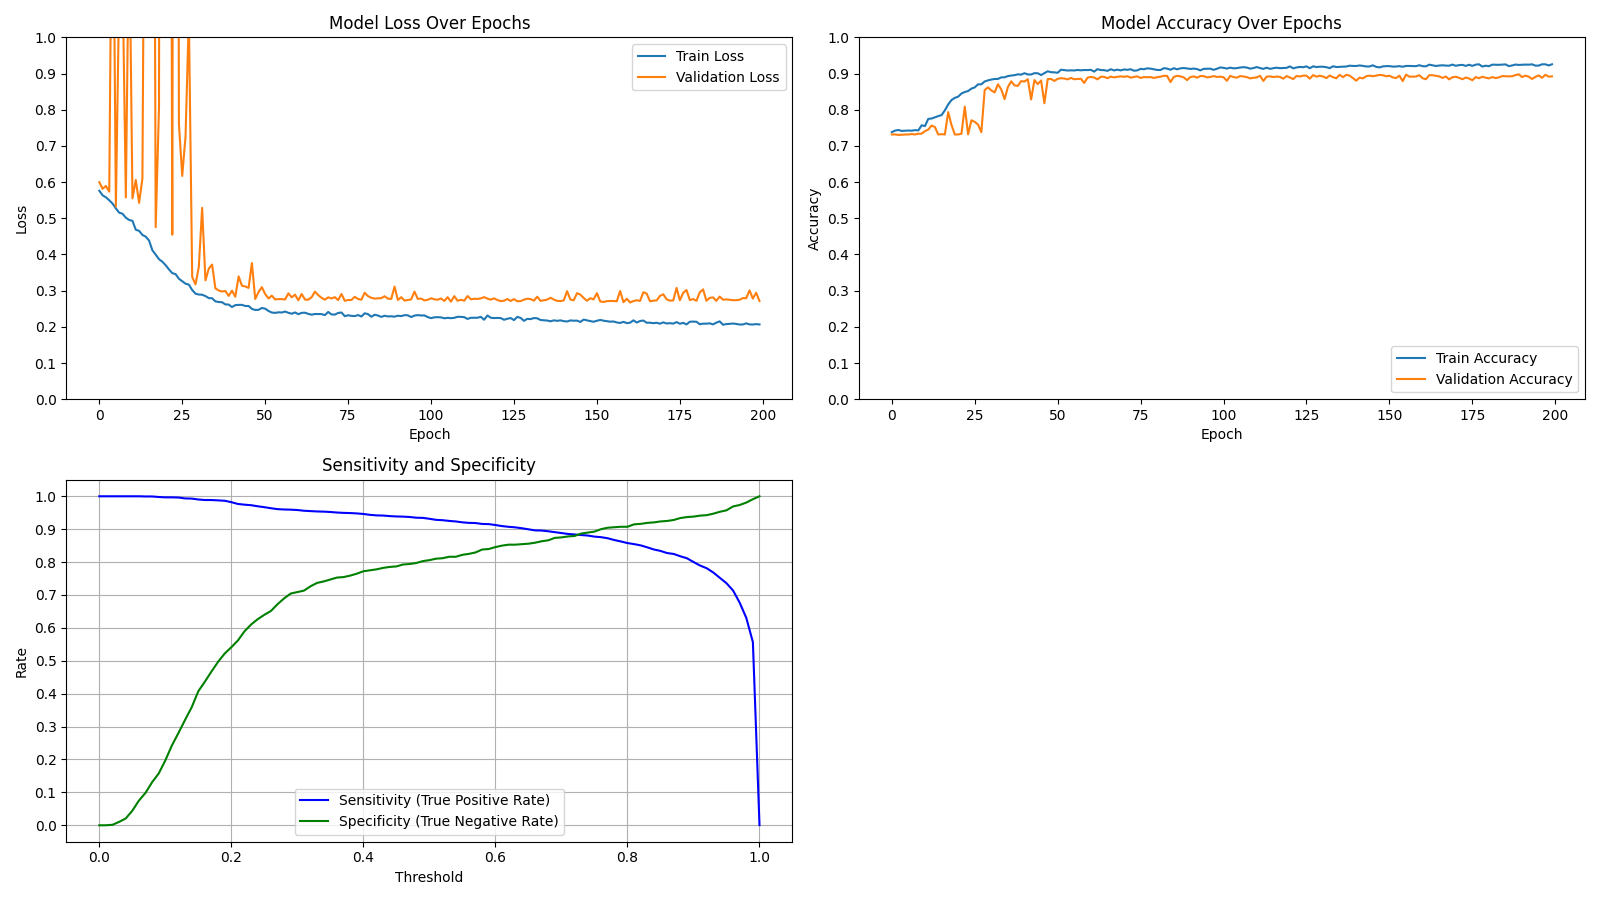 Model Loss Over Epochs
1.0
0.9
0.8
0.7
0.6
0.5
0.4
0.3
0.2
0.1
0.0
Loss
Train Loss
Validation Loss
0 25 50 75 100 125 150 175 200
Epoch
Model Accuracy Over Epochs
1.0
0.9
0.8
0.7
0.6
0.5
0.4
0.3
0.2
0.1
0.0
Accuracy
Train Accuracy
Validation Accuracy
0 25 50 75 100 125 150 175 200
Epoch
Sensitivity and Specificity
1.0
0.9
0.8
0.7
0.6
0.5
0.4
0.3
0.2
0.1
0.0
Rate
Sensitivity (True Positive Rate)
Specificity (True Negative Rate)
0.0 0.2 0.4 0.6 0.8 1.0
Threshold